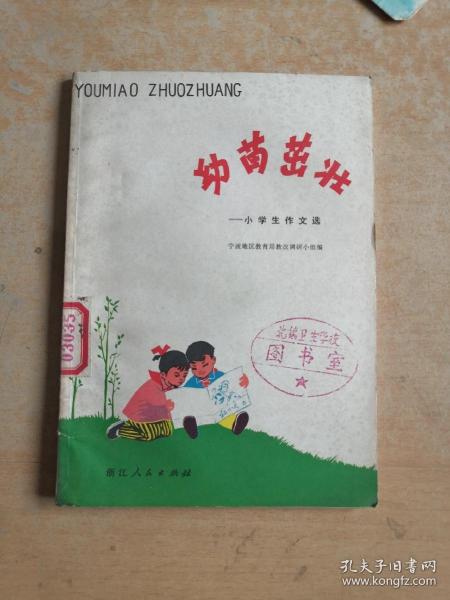 YOUMIAO ZHUOZHUANG
幼苗茁壮
——小学生作文选
宁波地区教育局教改调研小组编
03035
图书室
浙江人民出版社
孔夫子旧书网
www.kongfz.com